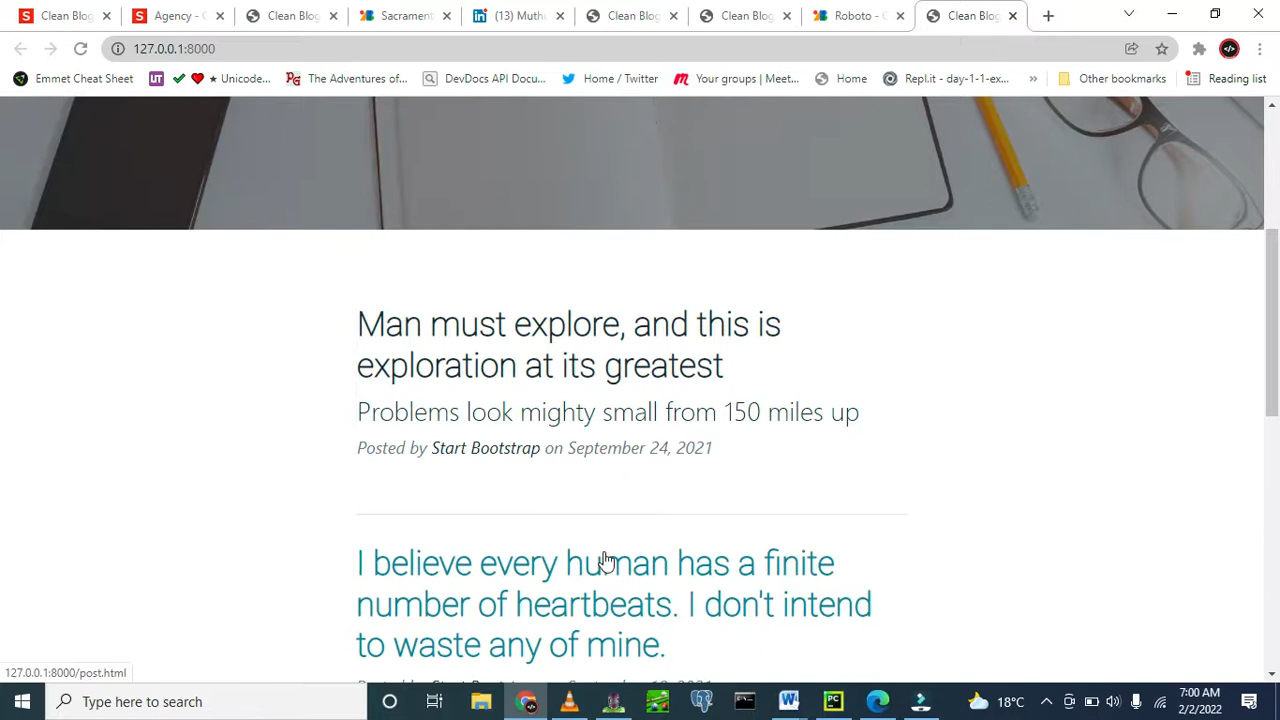 Clean Blog
Agency - C
Clean Blog
Sacrament
(13) Muth
Clean Blog
Clean Blog
Roboto - G
Clean Blog
127.0.0.1:8000
Emmet Cheat Sheet
UT
★ Unicode...
The Adventures of...
DevDocs API Docu...
Home / Twitter
Your groups | Meet...
Home
Repl.it - day-1-1-ex...
»
Other bookmarks
Reading list
Man must explore, and this is
exploration at its greatest
Problems look mighty small from 150 miles up
Posted by Start Bootstrap on September 24, 2021
I believe every human has a finite
number of heartbeats. I don't intend
to waste any of mine.
127.0.0.1:8000/post.html
Type here to search
18°C
7:00 AM
2/2/2022